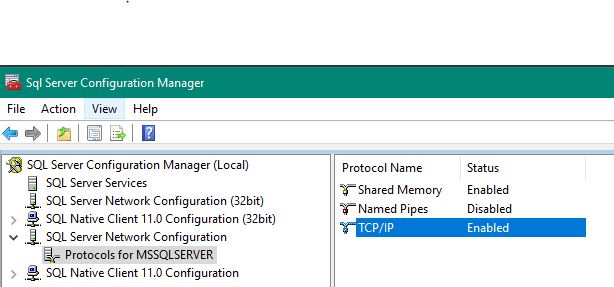 Sql Server Configuration Manager
File Action View Help
SQL Server Configuration Manager (Local)
SQL Server Services
SQL Server Network Configuration (32bit)
SQL Native Client 11.0 Configuration (32bit)
SQL Server Network Configuration
Protocols for MSSQLSERVER
SQL Native Client 11.0 Configuration
Protocol Name Status
Shared Memory Enabled
Named Pipes Disabled
TCP/IP Enabled